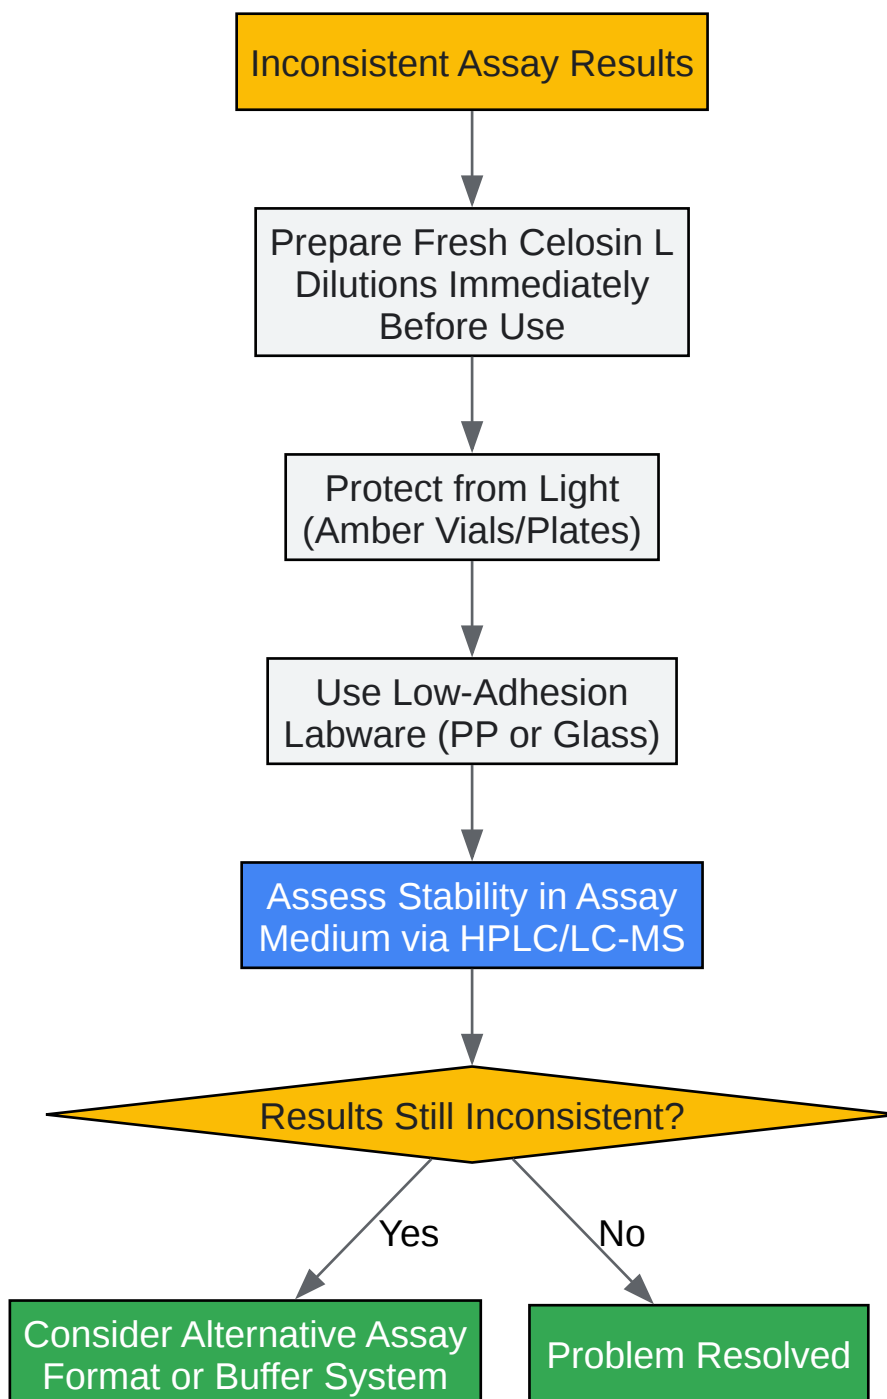 Inconsistent Assay Results
Prepare Fresh Celosin L
Dilutions Immediately
Before Use
Protect from Light
(Amber Vials/Plates)
Use Low-Adhesion
Labware (PP or Glass)
Assess Stability in Assay
Medium via HPLC/LC-MS
Results Still Inconsistent?
Yes
No
Consider Alternative Assay
Format or Buffer System
Problem Resolved